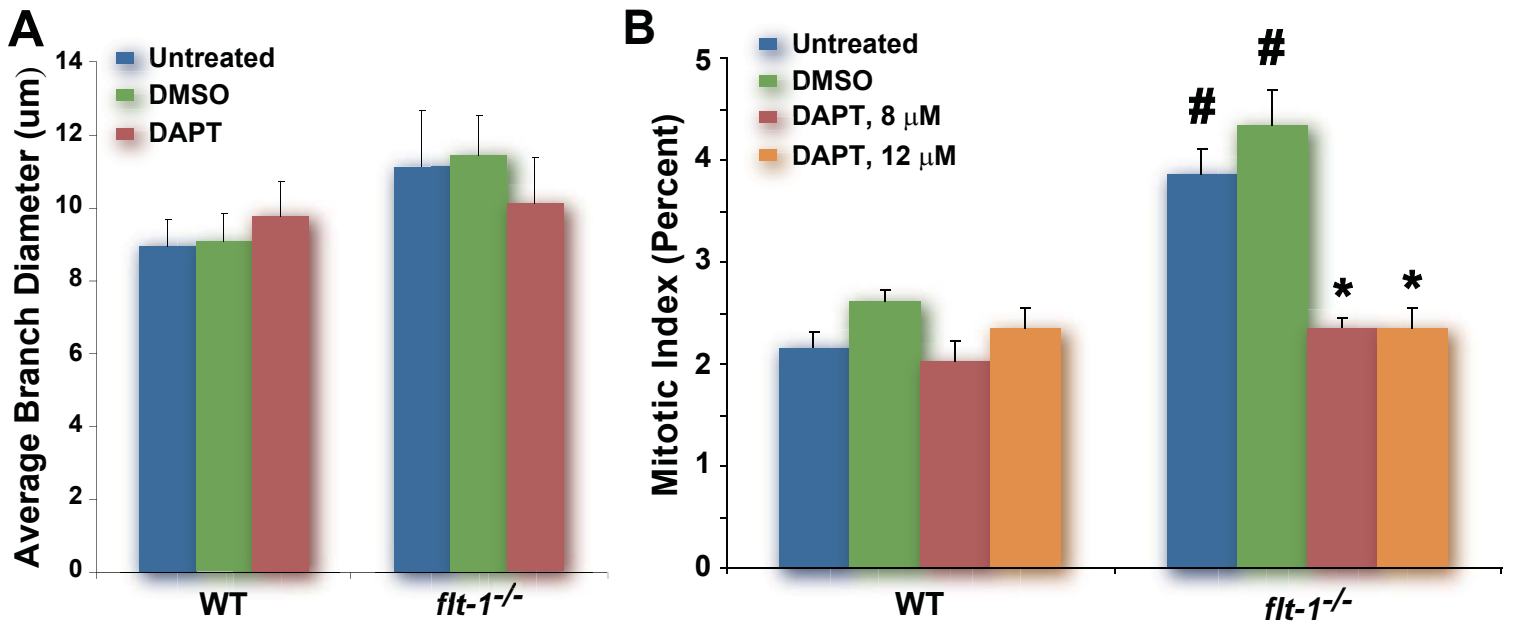 A
Average Branch Diameter (um)
14
12
10
8
6
4
2
0
Untreated
DMSO
DAPT
WT
flt-1-/-
B
Mitotic Index (Percent)
5
4
3
2
1
0
Untreated
DMSO
DAPT, 8 μM
DAPT, 12 μM
#
#
*
*
WT
flt-1-/-